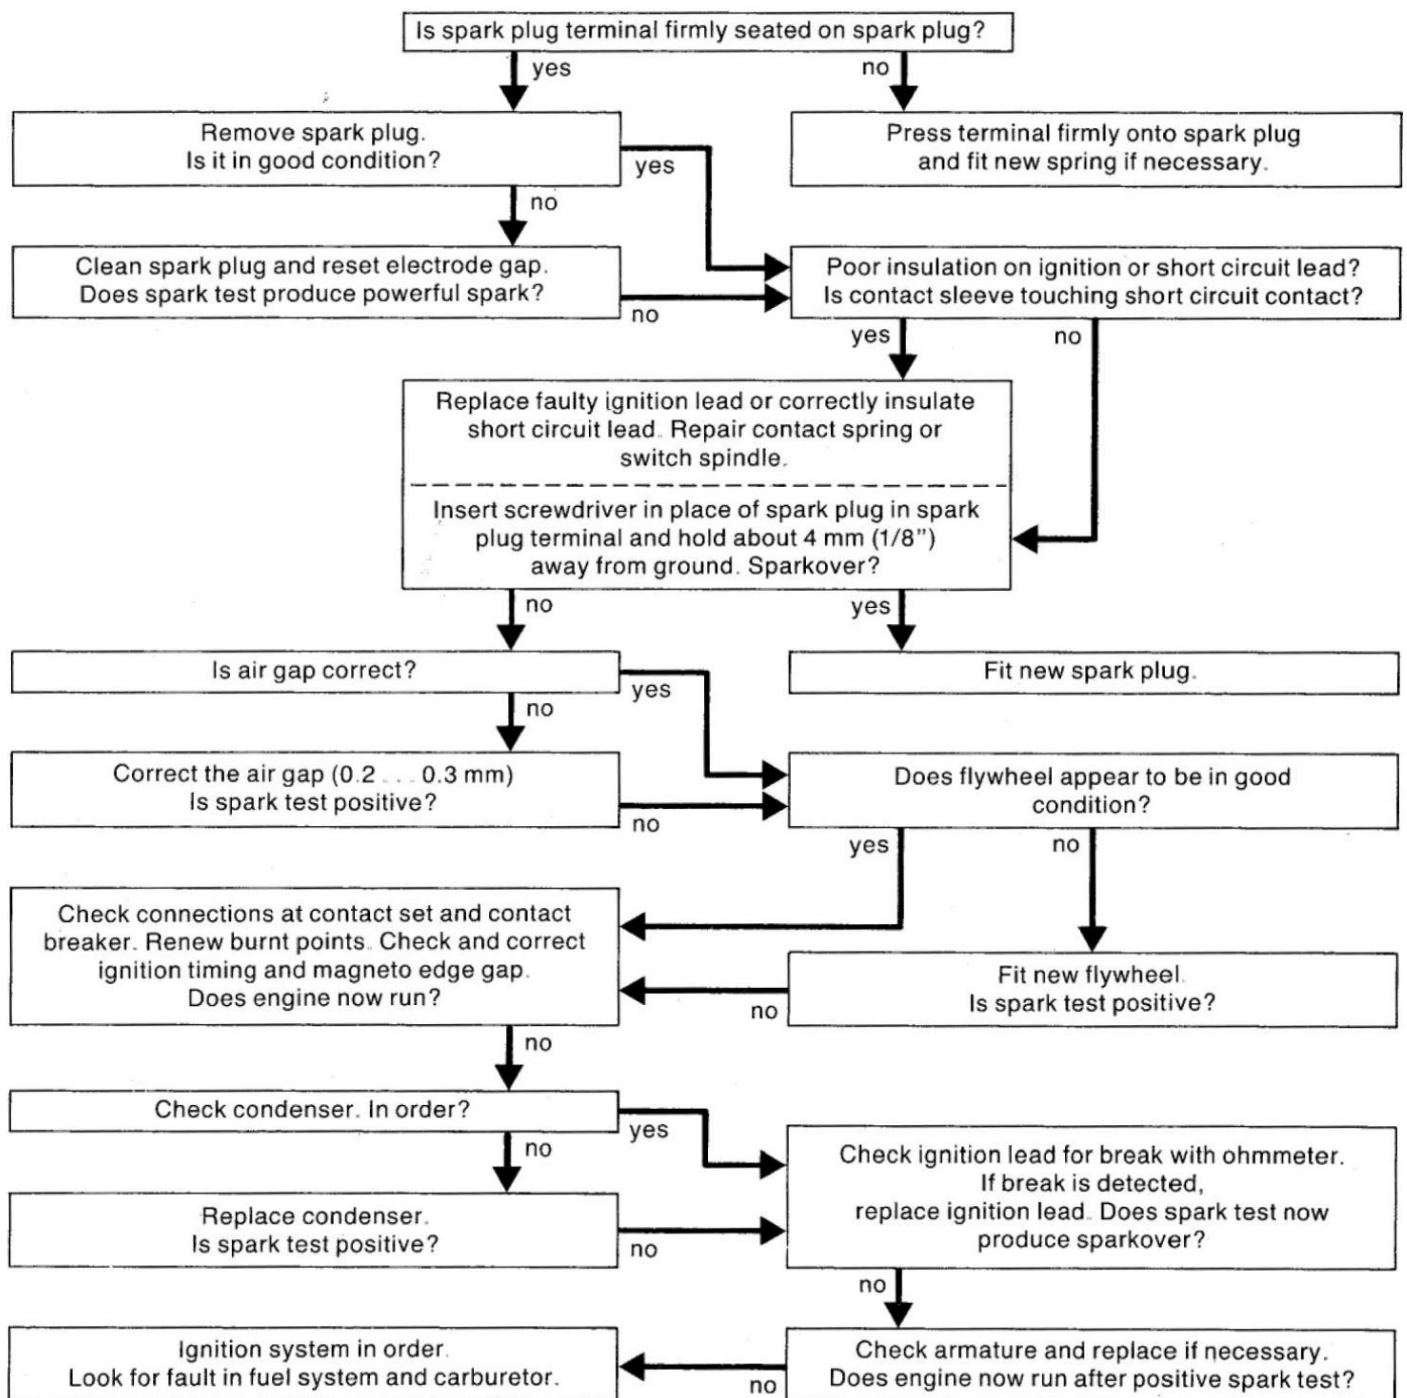 Is spark plug terminal firmly seated on spark plug?
yes
no
Remove spark plug.
Is it in good condition?
yes
Press terminal firmly onto spark plug
and fit new spring if necessary.
no
Clean spark plug and reset electrode gap.
Does spark test produce powerful spark?
no
Poor insulation on ignition or short circuit lead?
Is contact sleeve touching short circuit contact?
yes
no
Replace faulty ignition lead or correctly insulate
short circuit lead. Repair contact spring or
switch spindle.
Insert screwdriver in place of spark plug in spark
plug terminal and hold about 4 mm (1/8")
away from ground. Sparkover?
no
yes
Is air gap correct?
yes
Fit new spark plug.
no
Correct the air gap (0.2 . . . 0.3 mm)
Is spark test positive?
no
Does flywheel appear to be in good
condition?
yes
no
Check connections at contact set and contact
breaker. Renew burnt points. Check and correct
ignition timing and magneto edge gap.
Does engine now run?
Fit new flywheel.
Is spark test positive?
no
no
Check condenser. In order?
yes
no
Replace condenser.
Is spark test positive?
no
Check ignition lead for break with ohmmeter.
If break is detected,
replace ignition lead. Does spark test now
produce sparkover?
no
Ignition system in order.
Look for fault in fuel system and carburetor.
Check armature and replace if necessary.
Does engine now run after positive spark test?
no